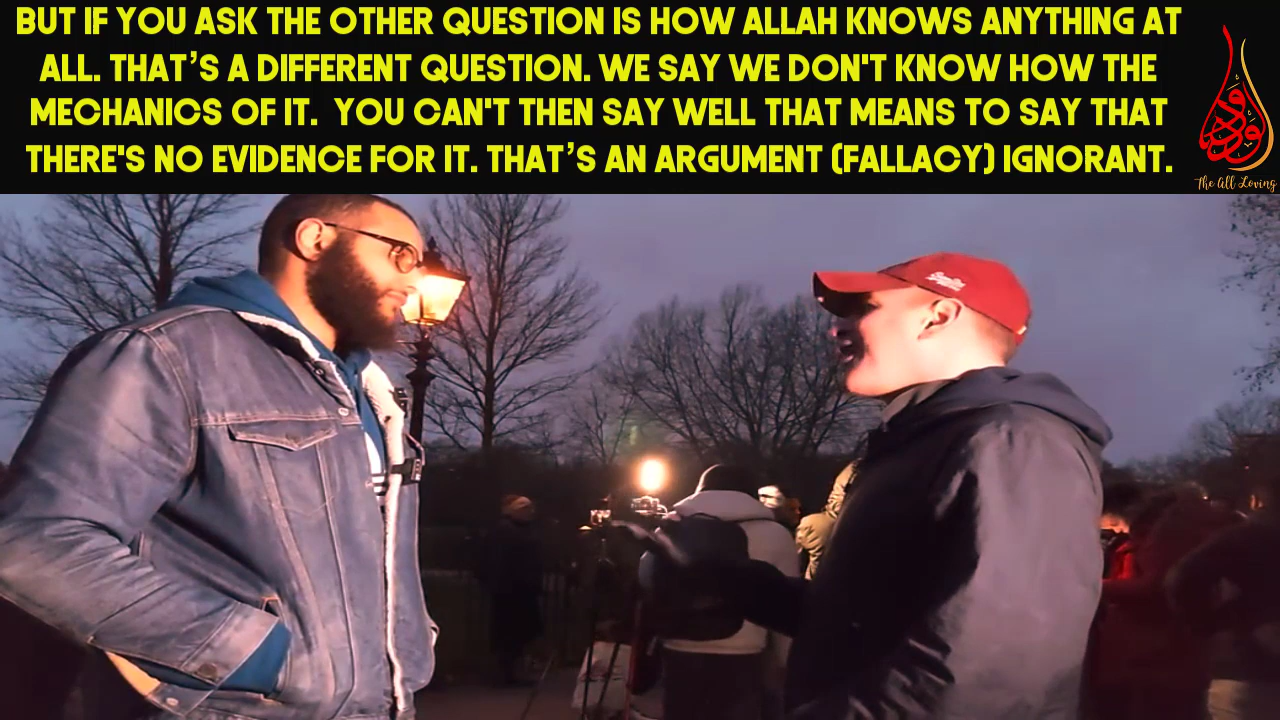 BUT IF YOU ASK THE OTHER QUESTION IS HOW ALLAH KNOWS ANYTHING AT
ALL. THAT’S A DIFFERENT QUESTION. WE SAY WE DON'T KNOW HOW THE
MECHANICS OF IT.  YOU CAN'T THEN SAY WELL THAT MEANS TO SAY THAT
THERE'S NO EVIDENCE FOR IT. THAT’S AN ARGUMENT (FALLACY) IGNORANT.
The All Loving